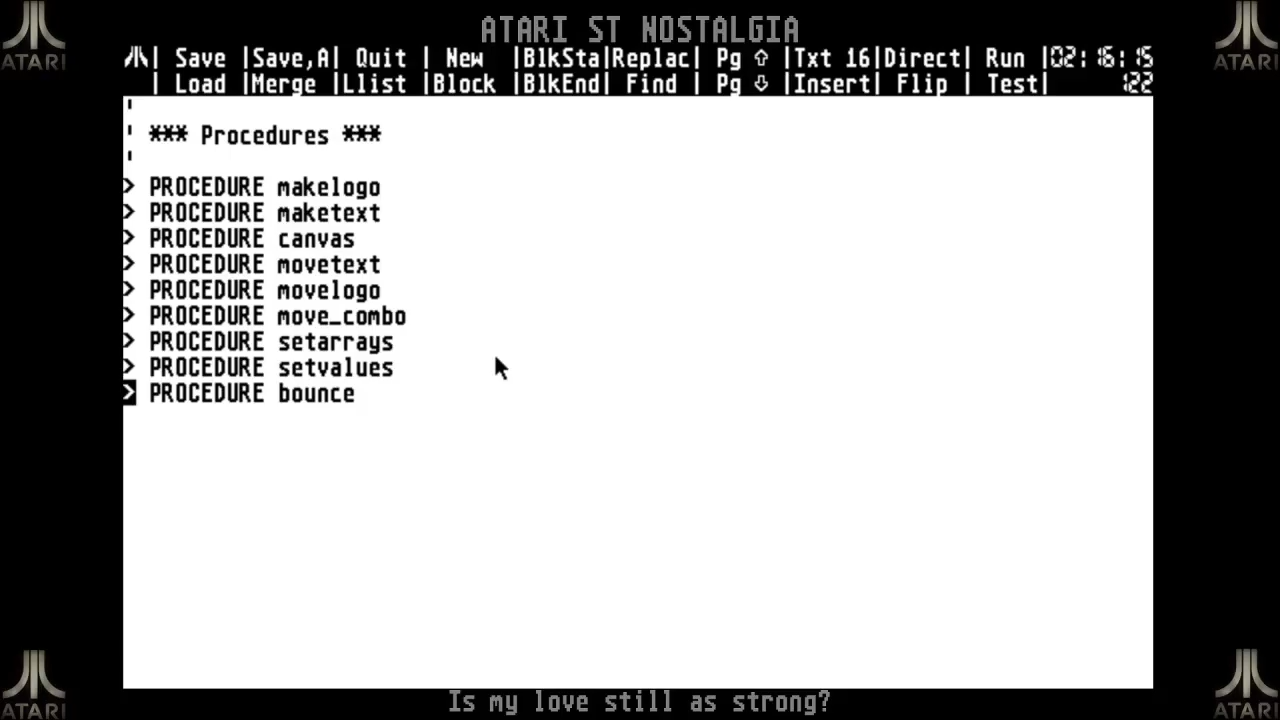 ATARI ST NOSTALGIA
Save |Save,A| Quit | New |BlkSta|Replac| Pg ⇧ |Txt 16|Direct| Run |02:16:15
| Load |Merge |Llist |Block |BlkEnd| Find | Pg ⇩ |Insert| Flip | Test| 122
'
' *** Procedures ***
'
> PROCEDURE makelogo
> PROCEDURE maketext
> PROCEDURE canvas
> PROCEDURE movetext
> PROCEDURE movelogo
> PROCEDURE move_combo
> PROCEDURE setarrays
> PROCEDURE setvalues
> PROCEDURE bounce
Is my love still as strong?
ATARI
ATARI
ATARI
ATARI